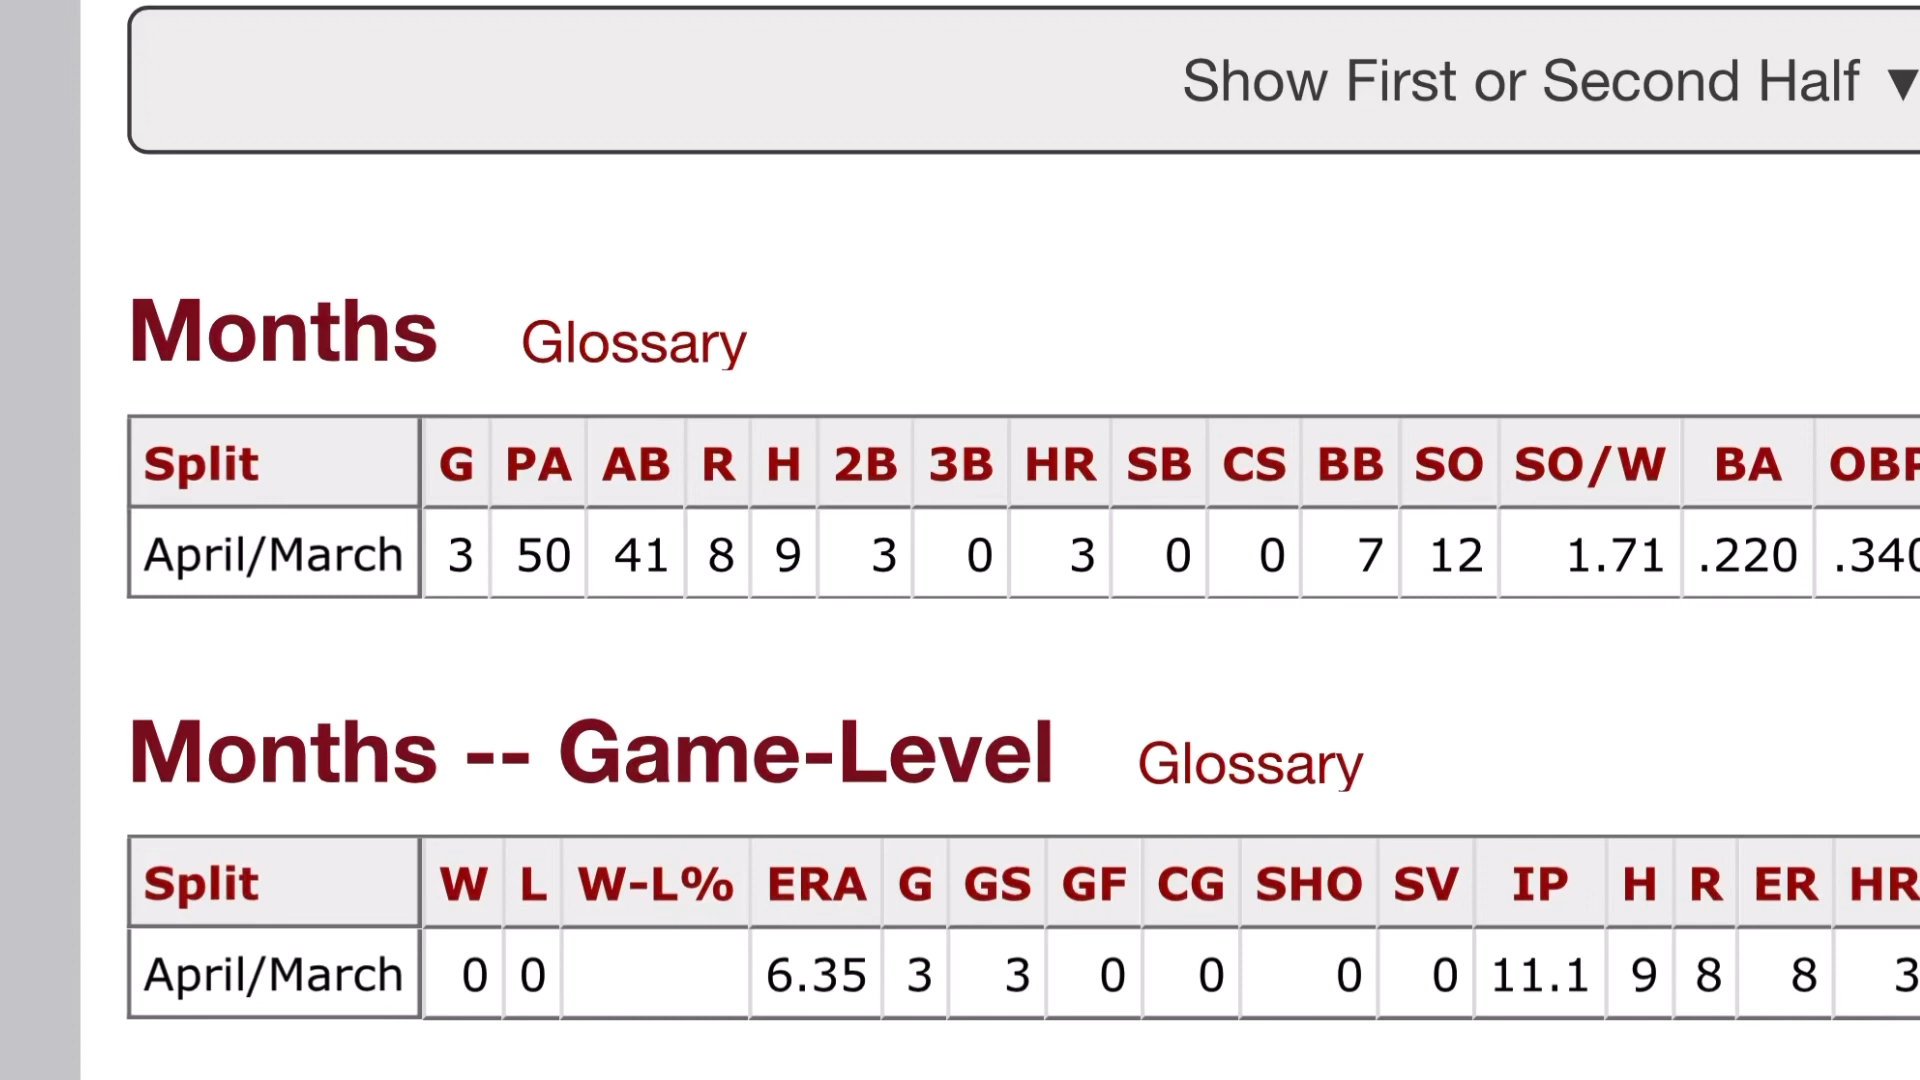 Show First or Second Half ▼
Months Glossary
Split G PA AB R H 2B 3B HR SB CS BB SO SO/W BA
April/March 3 50 41 8 9 3 0 3 0 0 7 12 1.71 .220 .340
Months -- Game-Level Glossary
Split W L W-L% ERA G GS GF CG SHO SV IP H R ER HR
April/March 0 0 6.35 3 3 0 0 0 0 11.1 9 8 8 3